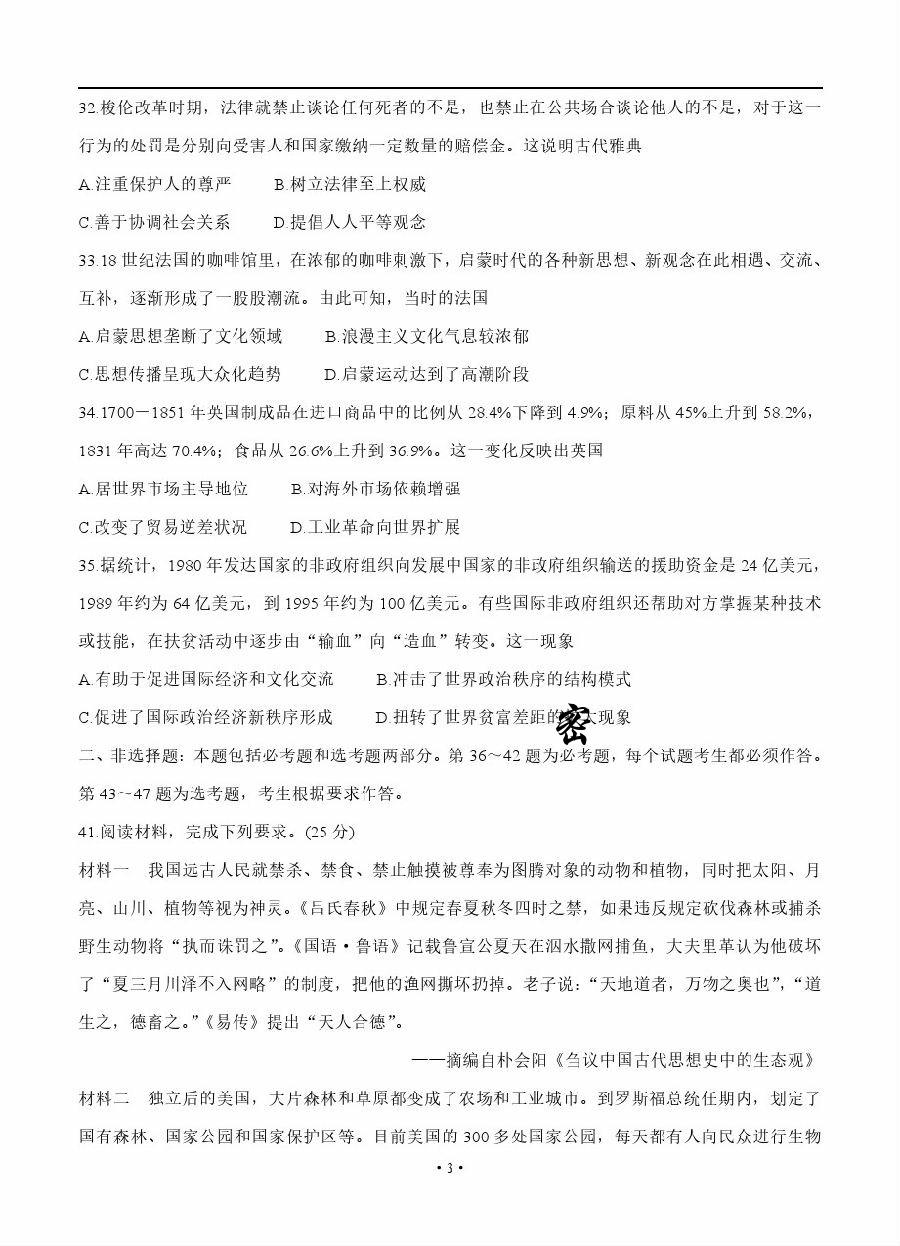 32.梭伦改革时期，法律就禁止谈论任何死者的不是，也禁止在公共场合谈论他人的不是，对于这一
行为的处罚是分别向受害人和国家缴纳一定数量的赔偿金。这说明古代雅典
A.注重保护人的尊严 B.树立法律至上权威
C.善于协调社会关系 D.提倡人人平等观念
33.18 世纪法国的咖啡馆里，在浓郁的咖啡刺激下，启蒙时代的各种新思想、新观念在此相遇、交流、
互补，逐渐形成了一股股潮流。由此可知，当时的法国
A.启蒙思想垄断了文化领域 B.浪漫主义文化气息较浓郁
C.思想传播呈现大众化趋势 D.启蒙运动达到了高潮阶段
34.1700－1851 年英国制成品在进口商品中的比例从 28.4%下降到 4.9%；原料从 45%上升到 58.2%，
1831 年高达 70.4%；食品从 26.6%上升到 36.9%。这一变化反映出英国
A.居世界市场主导地位 B.对海外市场依赖增强
C.改变了贸易逆差状况 D.工业革命向世界扩展
35 据统计，1980 年发达国家的非政府组织向发展中国家的非政府组织输送的援助资金是 24 亿美元，
1989 年约为 64 亿美元，到 1995 年约为 100 亿美元。有些国际非政府组织还帮助对方掌握某种技术
或技能，在扶贫活动中逐步由“输血”向“造血”转变。这一现象
A.有助于促进国际经济和文化交流 B.冲击了世界政治秩序的结构模式
C.促进了国际政治经济新秩序形成 D.扭转了世界贫富差距的大现象
密
二、非选择题：本题包括必考题和选考题两部分。第 36～42 题为必考题，每个试题考生都必须作答。
第 43～47 题为选考题，考生根据要求作答。
41.阅读材料，完成下列要求。(25 分)
材料一 我国远古人民就禁杀、禁食、禁止触摸被尊奉为图腾对象的动物和植物，同时把太阳、月
亮、山川、植物等视为神灵。《吕氏春秋》中规定春夏秋冬四时之禁，如果违反规定砍伐森林或捕杀
野生动物将“执而诛罚之”。《国语·鲁语》记载鲁宣公夏天在泗水撒网捕鱼，大夫里革认为他破坏
了“夏三月川泽不入网略”的制度，把他的渔网撕坏扔掉。老子说：“天地道者，万物之奥也”，“道
生之，德畜之。”《易传》提出“天人合德”。
——摘编自朴会阳《刍议中国古代思想史中的生态观》
材料二 独立后的美国，大片森林和草原都变成了农场和工业城市。到罗斯福总统任期内，划定了
国有森林、国家公园和国家保护区等。目前美国的 300 多处国家公园，每天都有人向民众进行生物
·3·